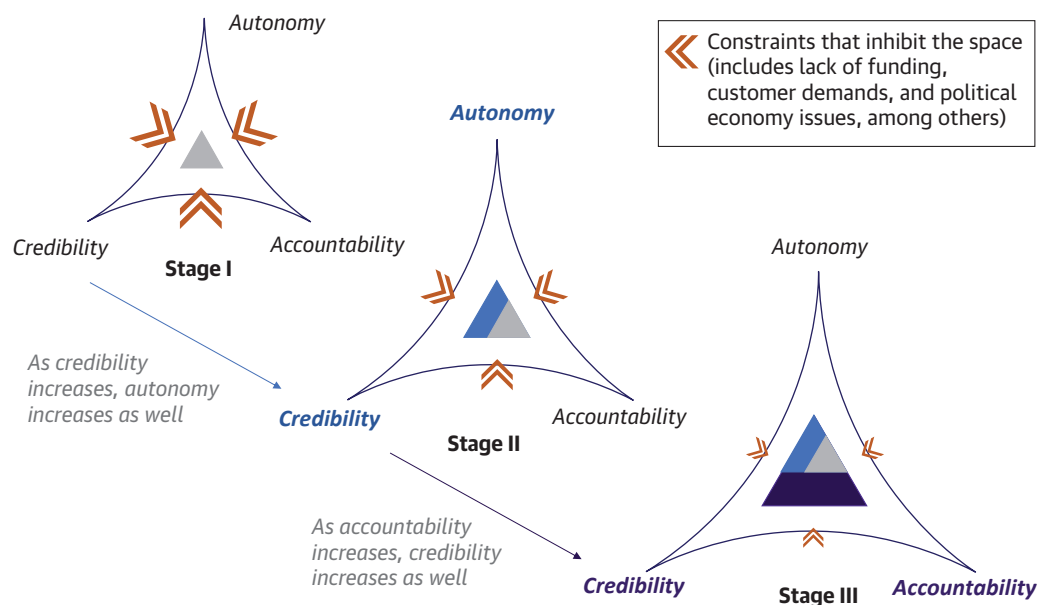 Autonomy
Constraints that inhibit the space
(includes lack of funding,
customer demands, and political
economy issues, among others)
Credibility
Accountability
Stage I
As credibility
increases, autonomy
increases as well
Autonomy
Credibility
Accountability
Stage II
As accountability
increases, credibility
increases as well
Autonomy
Credibility
Accountability
Stage III